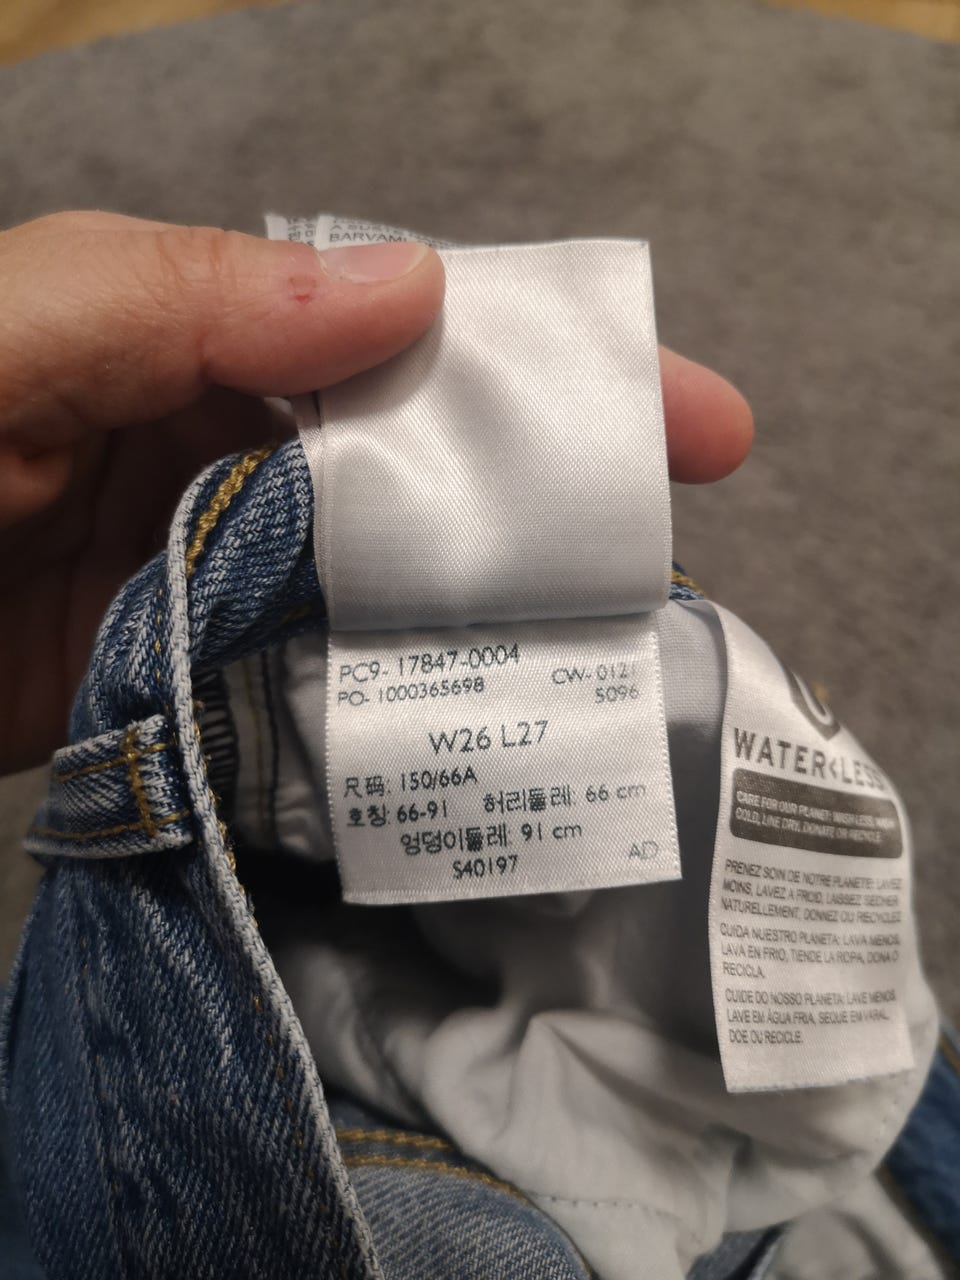 BARVAMI
PC9- 17847-0004
PO- 1000365698
CW- 0121
5096
W26 L27
尺码: 150/66A
호칭: 66-91 허리둘레: 66 cm
엉덩이둘레: 91 cm
S40197
AD
WATER<LESS
CARE FOR OUR PLANET: WASH LESS, WASH
COLD, LINE DRY, DONATE OR RECYCLE.
PRENEZ SOIN DE NOTRE PLANETE: LAVEZ
MOINS, LAVEZ A FROID, LAISSEZ SECHER
NATURELLEMENT, DONNEZ OU RECYCLEZ
CUIDA NUESTRO PLANETA: LAVA MENOS,
LAVA EN FRIO, TIENDE LA ROPA, DONA O
RECICLA.
CUIDE DO NOSSO PLANETA: LAVE MENOS,
LAVE EM ÁGUA FRIA, SEQUE EM VARAL,
DOE OU RECICLE.